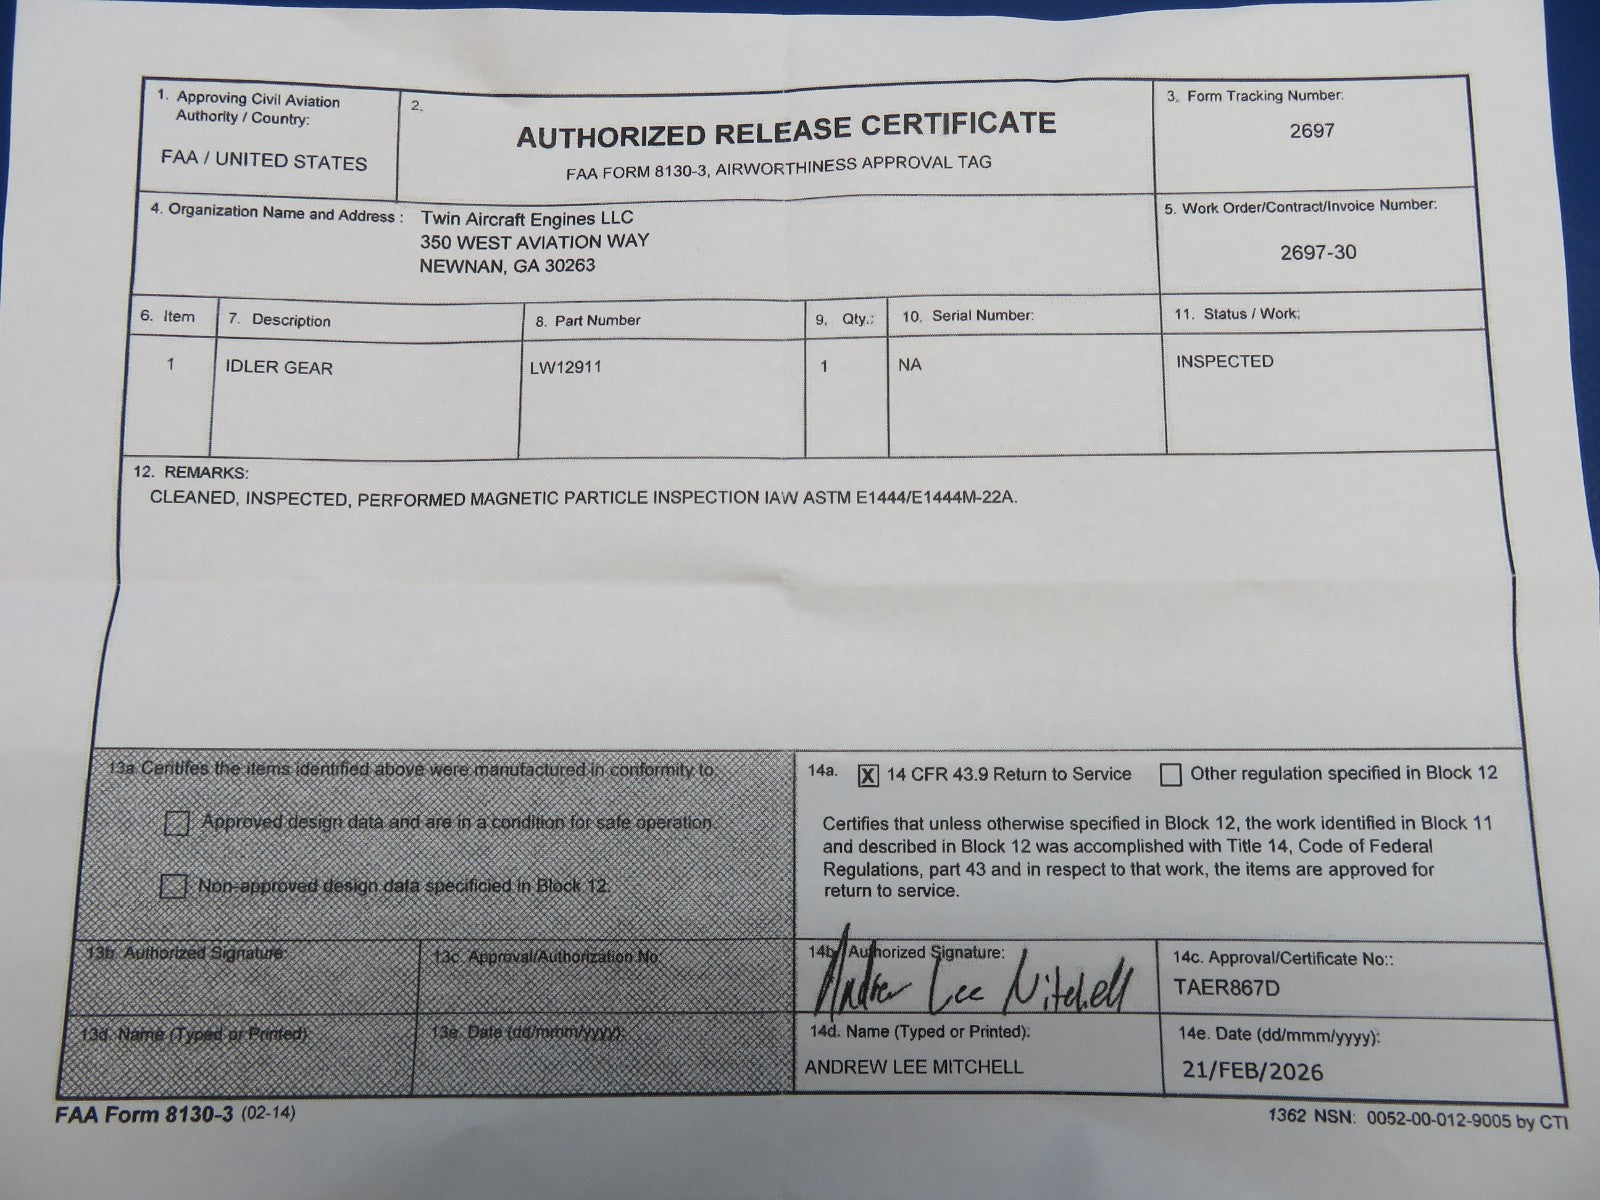 1. Approving Civil Aviation
Authority / Country:
FAA / UNITED STATES
2.
AUTHORIZED RELEASE CERTIFICATE
FAA FORM 8130-3, AIRWORTHINESS APPROVAL TAG
3. Form Tracking Number:
2697
4. Organization Name and Address : Twin Aircraft Engines LLC
350 WEST AVIATION WAY
NEWNAN, GA 30263
5. Work Order/Contract/Invoice Number:
2697-30
6. Item 7. Description 8. Part Number 9. Qty.: 10. Serial Number: 11. Status / Work:
1 IDLER GEAR LW12911 1 NA INSPECTED
12. REMARKS:
CLEANED, INSPECTED, PERFORMED MAGNETIC PARTICLE INSPECTION IAW ASTM E1444/E1444M-22A.
13a Ceritifes the items identified above were manufactured in conformity to:
Approved design data and are in a condition for safe operation.
Non-approved design data specificied in Block 12.
14a. X 14 CFR 43.9 Return to Service Other regulation specified in Block 12
Certifies that unless otherwise specified in Block 12, the work identified in Block 11
and described in Block 12 was accomplished with Title 14, Code of Federal
Regulations, part 43 and in respect to that work, the items are approved for
return to service.
13b Authorized Signature:
13c. Approval/Authorization No:
14b. Authorized Signature:
Andrew Lee Mitchell
14c. Approval/Certificate No::
TAER867D
13d. Name (Typed or Printed):
13e. Date (dd/mmm/yyyy):
14d. Name (Typed or Printed):
ANDREW LEE MITCHELL
14e. Date (dd/mmm/yyyy):
21/FEB/2026
FAA Form 8130-3 (02-14)
1362 NSN: 0052-00-012-9005 by CTI